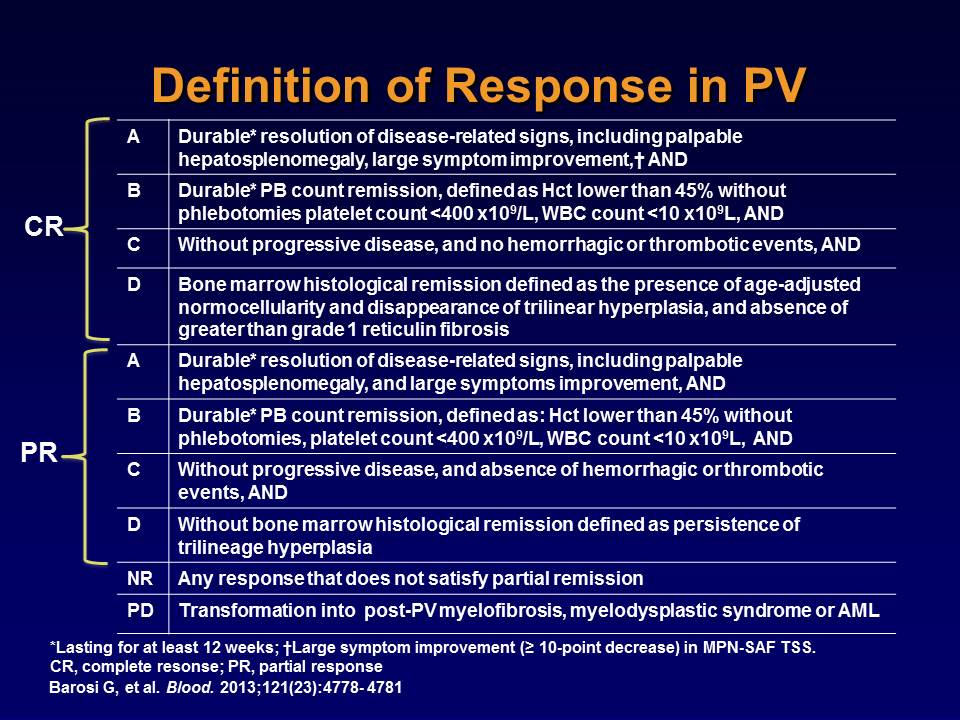 Definition of Response in PV
CR
A Durable* resolution of disease-related signs, including palpable
hepatosplenomegaly, large symptom improvement,† AND
B Durable* PB count remission, defined as Hct lower than 45% without
phlebotomies platelet count <400 x10⁹/L, WBC count <10 x10⁹L, AND
C Without progressive disease, and no hemorrhagic or thrombotic events, AND
D Bone marrow histological remission defined as the presence of age-adjusted
normocellularity and disappearance of trilinear hyperplasia, and absence of
greater than grade 1 reticulin fibrosis
PR
A Durable* resolution of disease-related signs, including palpable
hepatosplenomegaly, and large symptoms improvement, AND
B Durable* PB count remission, defined as: Hct lower than 45% without
phlebotomies, platelet count <400 x10⁹/L, WBC count <10 x10⁹L, AND
C Without progressive disease, and absence of hemorrhagic or thrombotic
events, AND
D Without bone marrow histological remission defined as persistence of
trilineage hyperplasia
NR Any response that does not satisfy partial remission
PD Transformation into post-PV myelofibrosis, myelodysplastic syndrome or AML
*Lasting for at least 12 weeks; †Large symptom improvement (≥ 10-point decrease) in MPN-SAF TSS.
CR, complete resonse; PR, partial response
Barosi G, et al. Blood. 2013;121(23):4778- 4781